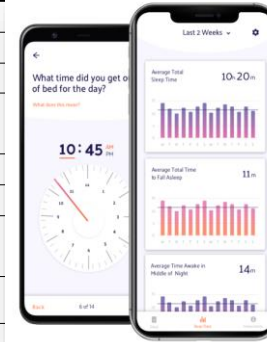 What time did you get o
of bed for the day?
What does this mean?
10:45 AM
PM
Back
6 of 14
Last 2 Weeks
Average Total
Sleep Time
10h 20m
Average Total Time
to Fall Asleep
11m
Average Time Awake in
Middle of Night
14m